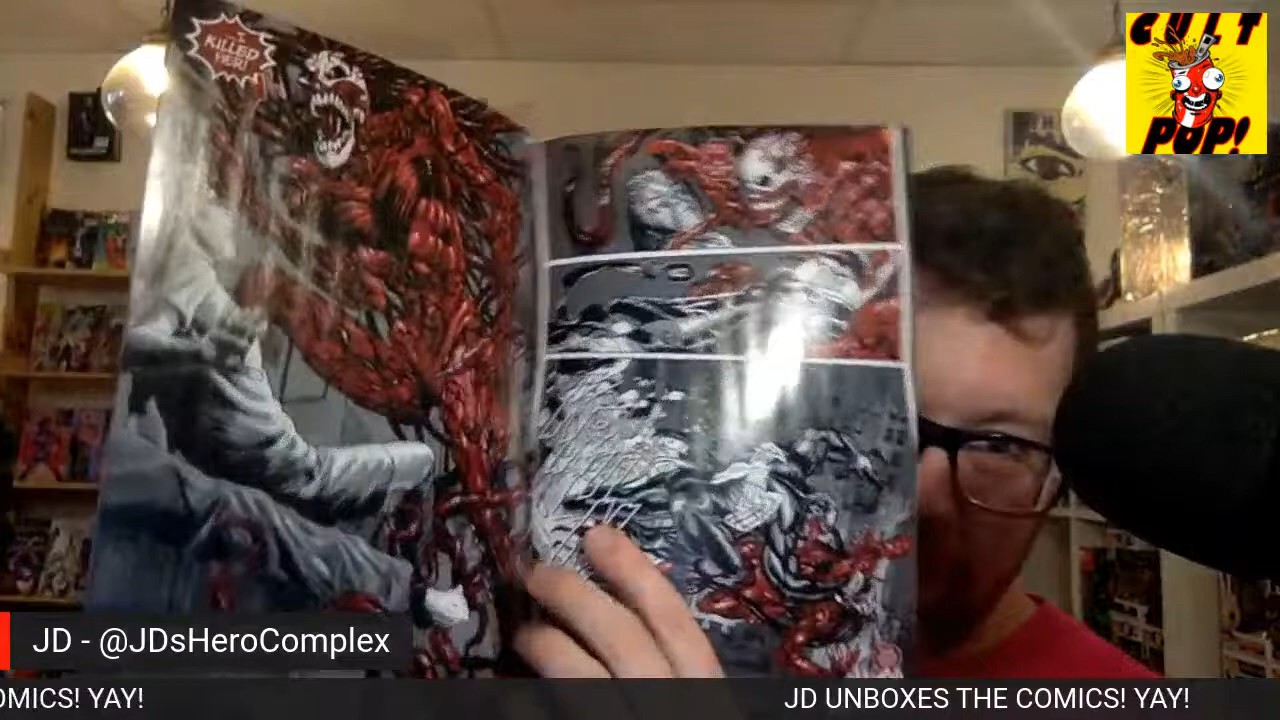 I
KILLED
HER!
CULT
POP!
JD - @JDsHeroComplex
OMICS! YAY!
JD UNBOXES THE COMICS! YAY!